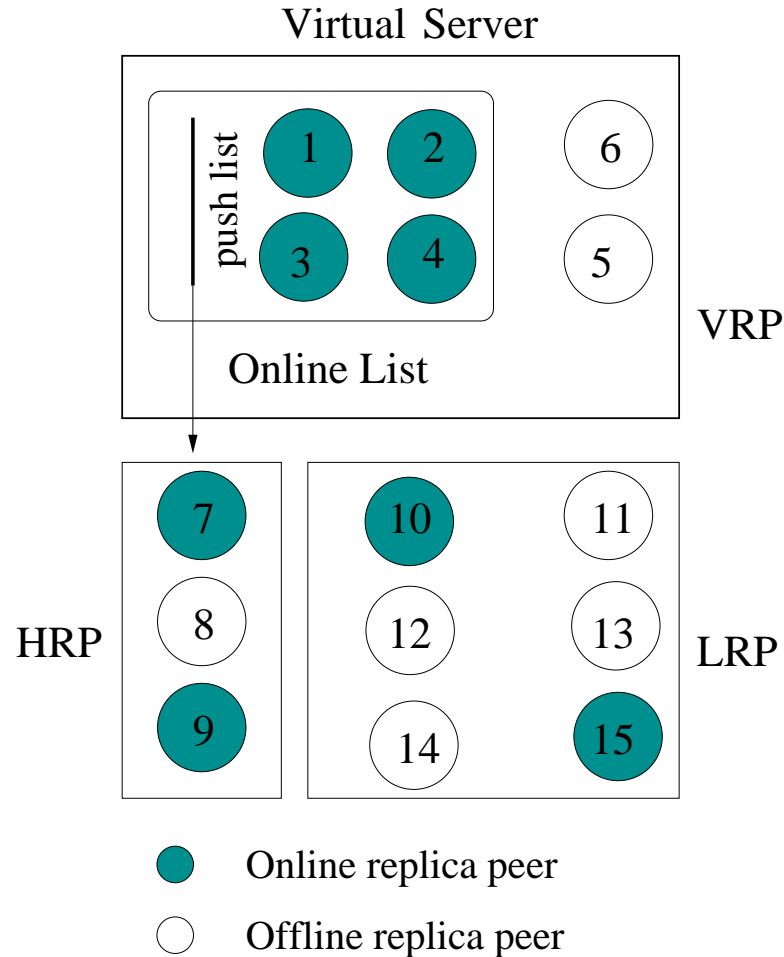 Virtual Server
push list
1
2
6
3
4
5
VRP
Online List
7
10
11
HRP
8
12
13
LRP
9
14
15
Online replica peer
Offline replica peer